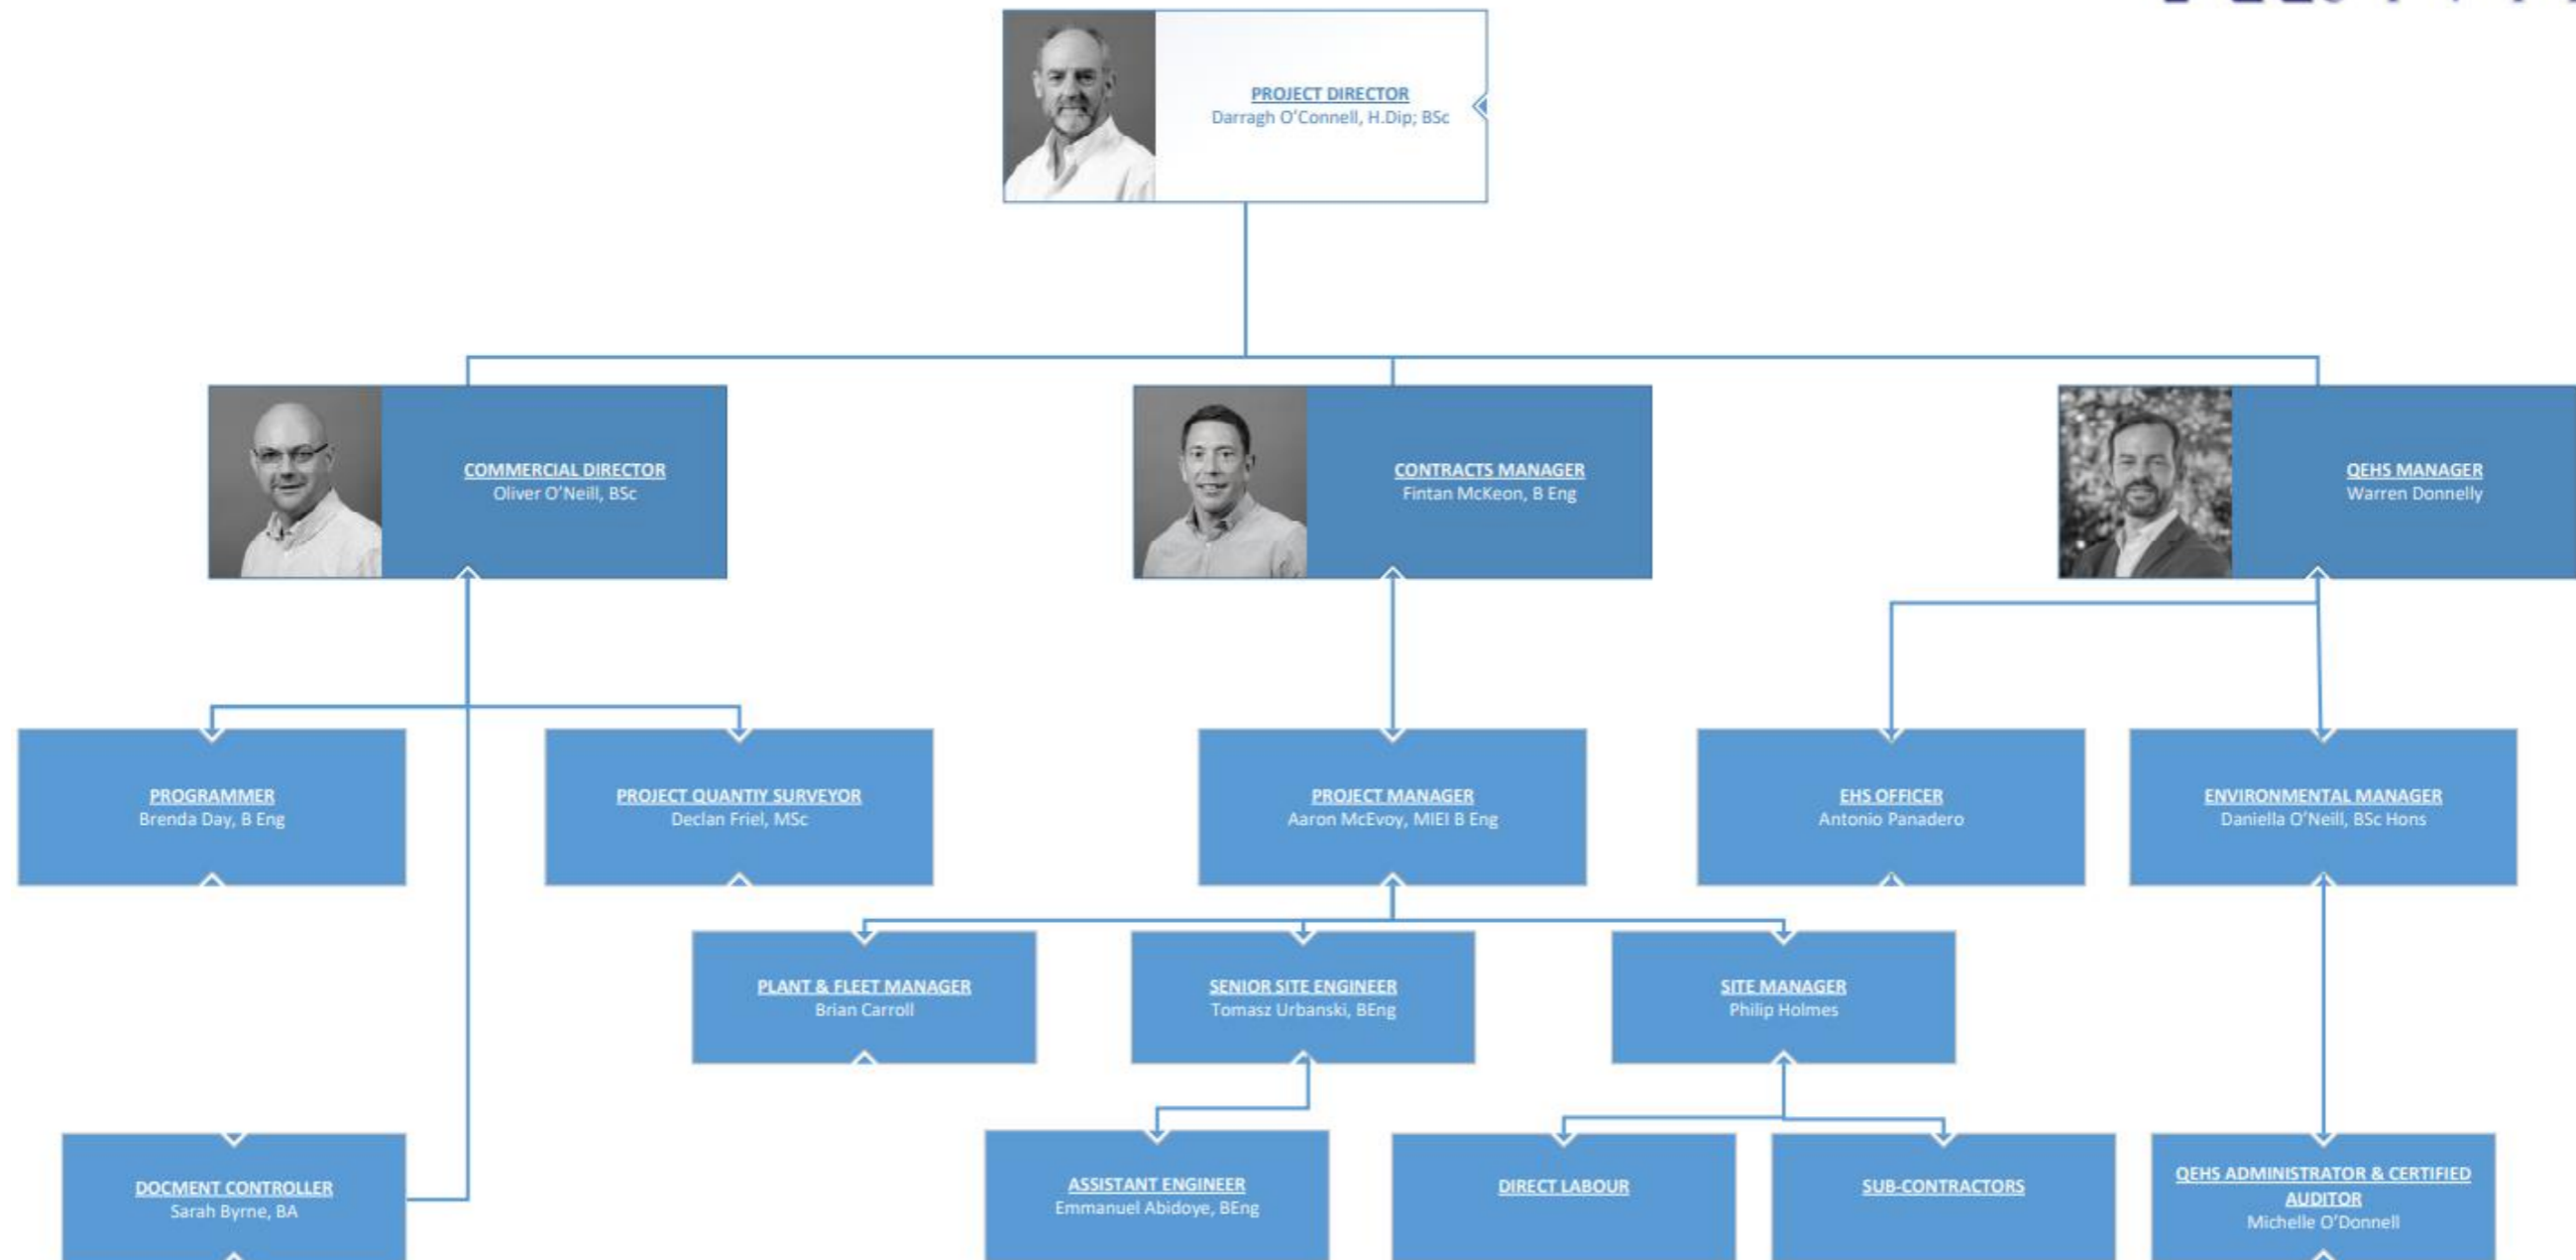 PROJECT DIRECTOR
Darragh O'Connell, H.Dip; BSc
COMMERCIAL DIRECTOR
Oliver O'Neill, BSc
CONTRACTS MANAGER
Fintan McKeon, B Eng
QEHS MANAGER
Warren Donnelly
PROGRAMMER
Brenda Day, B Eng
PROJECT QUANTIY SURVEYOR
Declan Friel, MSc
PROJECT MANAGER
Aaron McEvoy, MIEI B Eng
EHS OFFICER
Antonio Panadero
ENVIRONMENTAL MANAGER
Daniella O'Neill, BSc Hons
PLANT & FLEET MANAGER
Brian Carroll
SENIOR SITE ENGINEER
Tomasz Urbanski, BEng
SITE MANAGER
Philip Holmes
DOCMENT CONTROLLER
Sarah Byrne, BA
ASSISTANT ENGINEER
Emmanuel Abidoye, BEng
DIRECT LABOUR
SUB-CONTRACTORS
QEHS ADMINISTRATOR & CERTIFIED
AUDITOR
Michelle O'Donnell